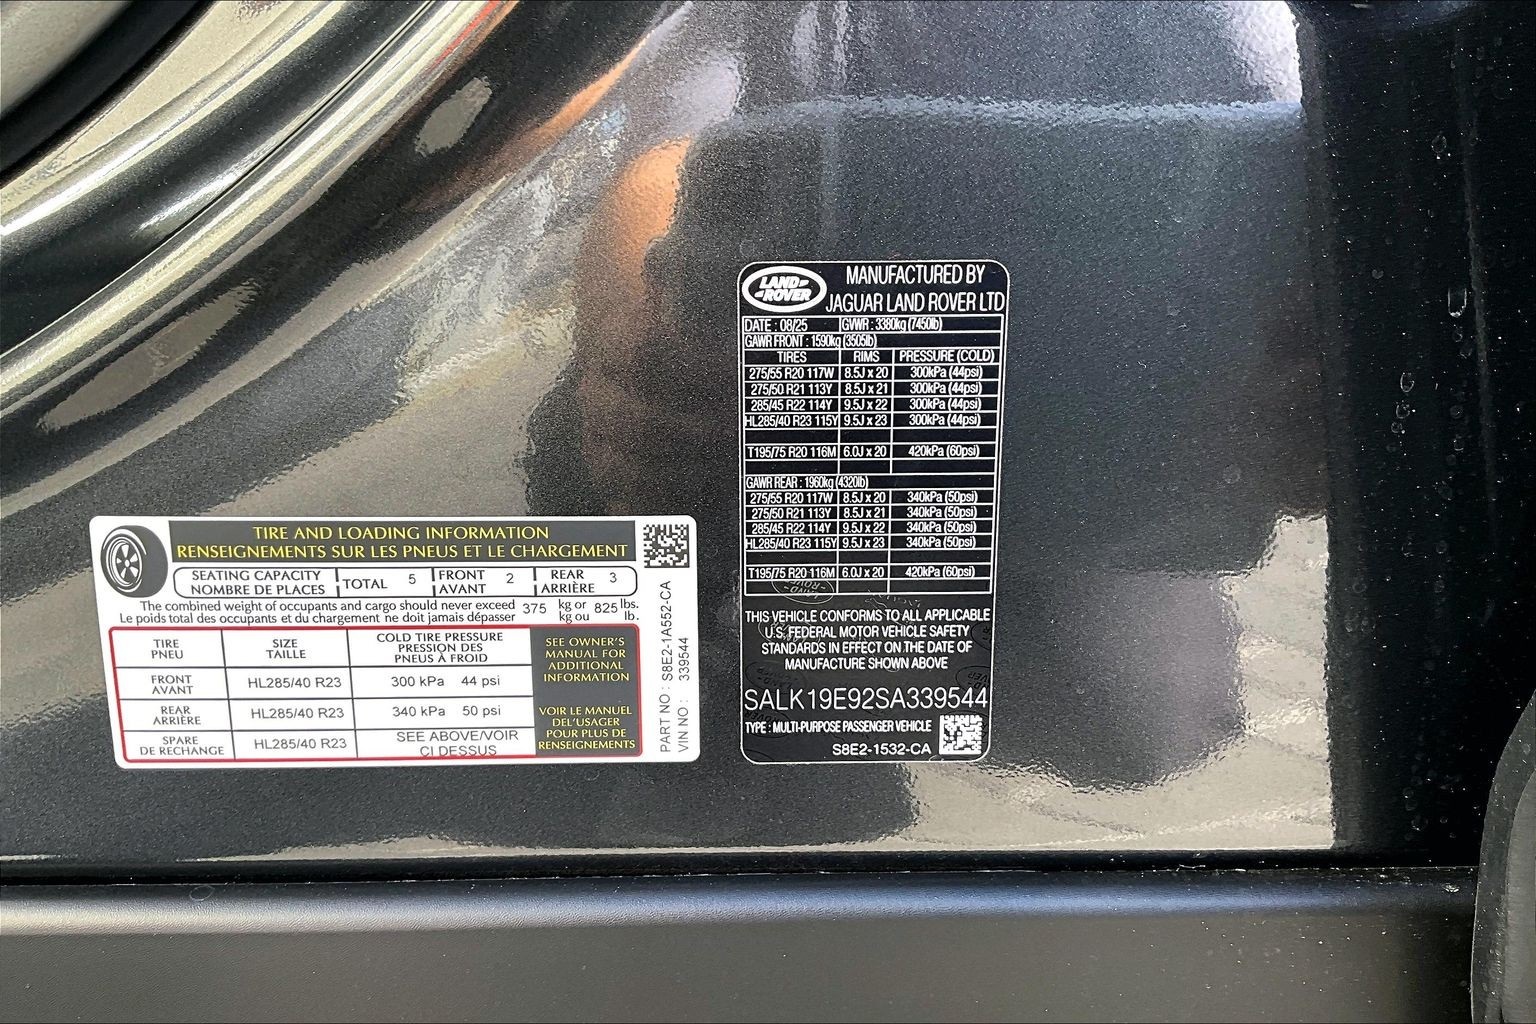 TIRE AND LOADING INFORMATION
RENSEIGNEMENTS SUR LES PNEUS ET LE CHARGEMENT
SEATING CAPACITY
NOMBRE DE PLACES
TOTAL 5
FRONT
AVANT
2
REAR
ARRIÈRE
3
The combined weight of occupants and cargo should never exceed 375 kg or 825 lbs.
Le poids total des occupants et du chargement ne doit jamais dépasser kg ou lb.
TIRE
PNEU
SIZE
TAILLE
COLD TIRE PRESSURE
PRESSION DES
PNEUS À FROID
FRONT
AVANT
HL285/40 R23
300 kPa 44 psi
REAR
ARRIÈRE
HL285/40 R23
340 kPa 50 psi
SPARE
DE RECHANGE
HL285/40 R23
SEE ABOVE/VOIR
CI DESSUS
SEE OWNER'S
MANUAL FOR
ADDITIONAL
INFORMATION
VOIR LE MANUEL
DEL'USAGER
POUR PLUS DE
RENSEIGNEMENTS
PART NO : S8E2-1A552-CA
VIN NO : 339544
LAND
ROVER
MANUFACTURED BY
JAGUAR LAND ROVER LTD
DATE : 08/25 GVWR : 3380kg (7450lb)
GAWR FRONT : 1590kg (3505lb)
TIRES RIMS PRESSURE (COLD)
275/55 R20 117W 8.5J x 20 300kPa (44psi)
275/50 R21 113Y 8.5J x 21 300kPa (44psi)
285/45 R22 114Y 9.5J x 22 300kPa (44psi)
HL285/40 R23 115Y 9.5J x 23 300kPa (44psi)
T195/75 R20 116M 6.0J x 20 420kPa (60psi)
GAWR REAR : 1960kg (4320lb)
275/55 R20 117W 8.5J x 20 340kPa (50psi)
275/50 R21 113Y 8.5J x 21 340kPa (50psi)
285/45 R22 114Y 9.5J x 22 340kPa (50psi)
HL285/40 R23 115Y 9.5J x 23 340kPa (50psi)
T195/75 R20 116M 6.0J x 20 420kPa (60psi)
THIS VEHICLE CONFORMS TO ALL APPLICABLE
U.S. FEDERAL MOTOR VEHICLE SAFETY
STANDARDS IN EFFECT ON THE DATE OF
MANUFACTURE SHOWN ABOVE
SALK19E92SA339544
TYPE : MULTI-PURPOSE PASSENGER VEHICLE
S8E2-1532-CA